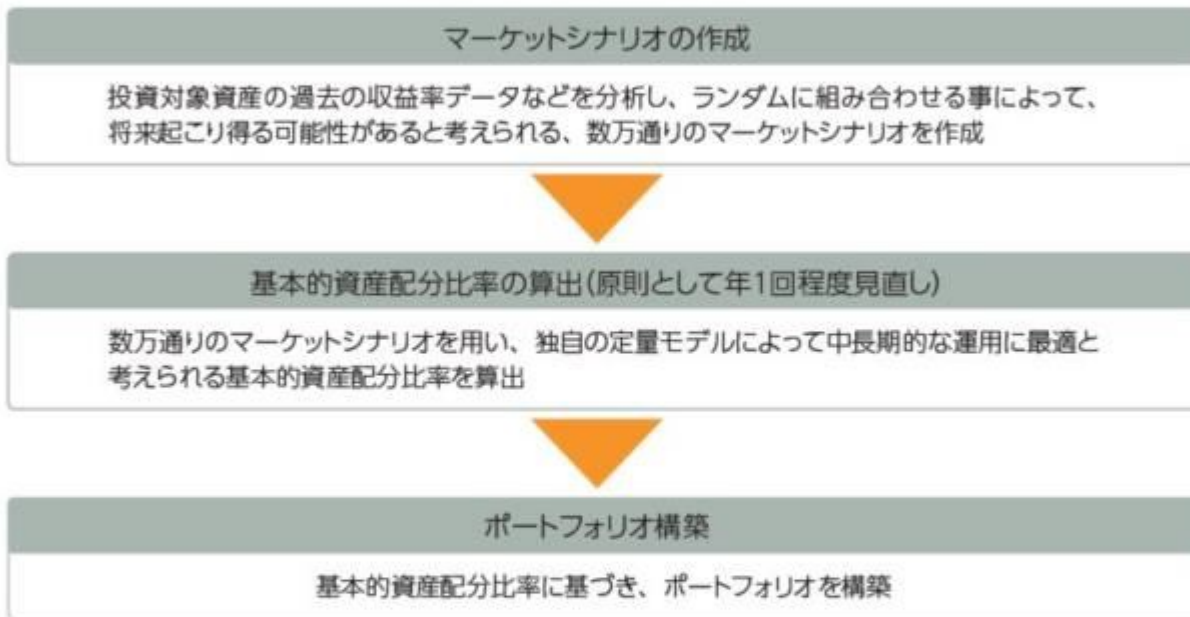 マーケットシナリオの作成
投資対象資産の過去の収益率データなどを分析し、ランダムに組み合わせる事によって、
将来起こり得る可能性があると考えられる、数万通りのマーケットシナリオを作成
基本的資産配分比率の算出(原則として年1回程度見直し)
数万通りのマーケットシナリオを用い、独自の定量モデルによって中長期的な運用に最適と
考えられる基本的資産配分比率を算出
ポートフォリオ構築
基本的資産配分比率に基づき、ポートフォリオを構築